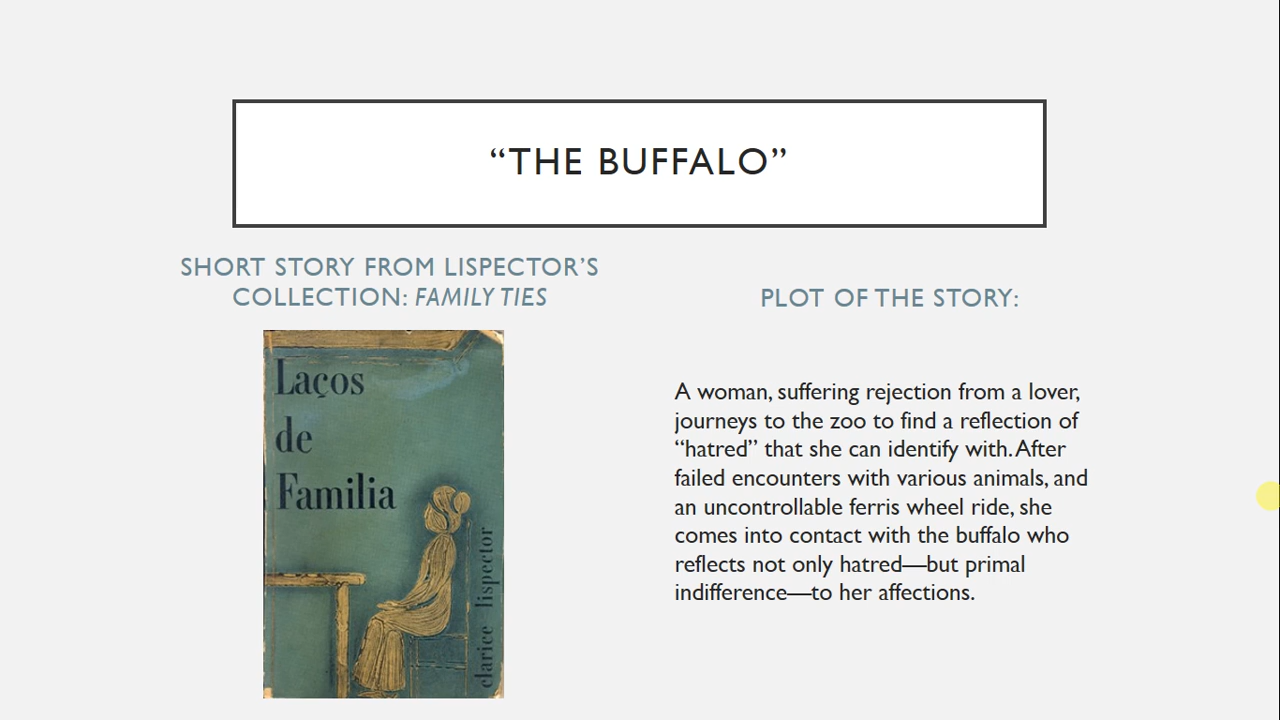 “THE BUFFALO”
SHORT STORY FROM LISPECTOR’S
COLLECTION: FAMILY TIES
Laços
de
Familia
clarice lispector
PLOT OF THE STORY:
A woman, suffering rejection from a lover,
journeys to the zoo to find a reflection of
“hatred” that she can identify with. After
failed encounters with various animals, and
an uncontrollable ferris wheel ride, she
comes into contact with the buffalo who
reflects not only hatred—but primal
indifference—to her affections.